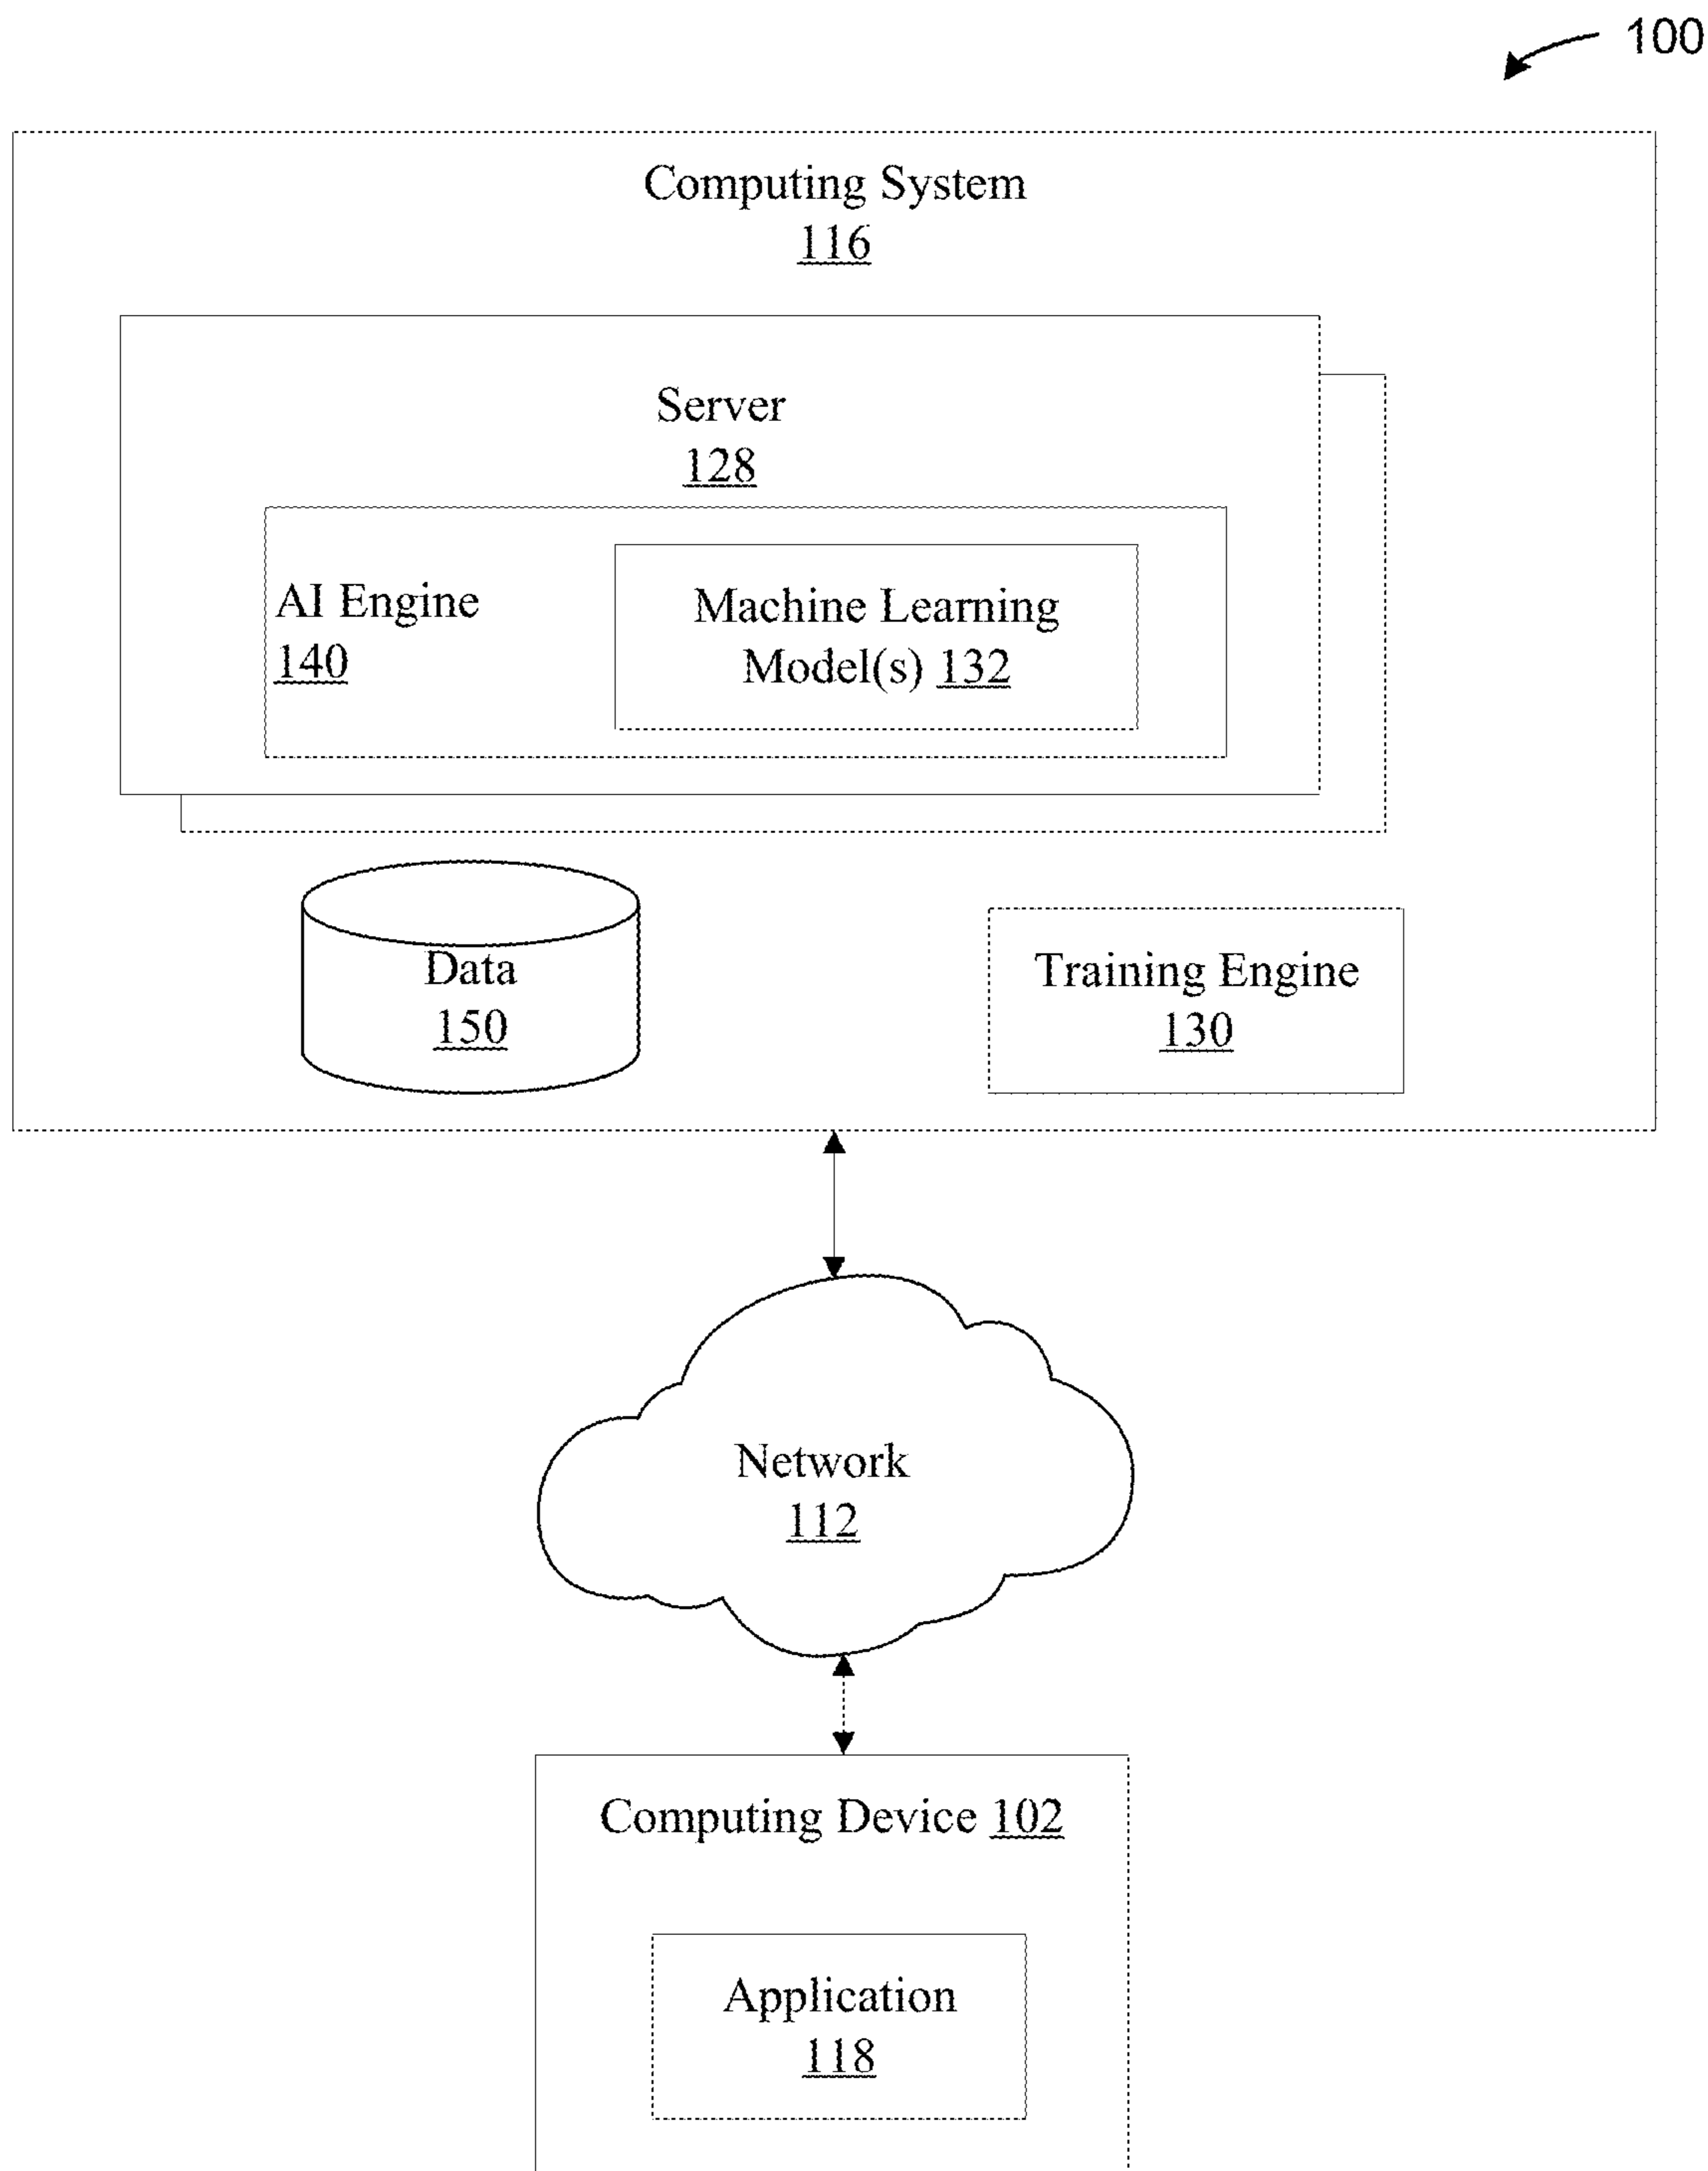 100
Computing System
116
Server
128
AI Engine
140
Machine Learning
Model(s) 132
Data
150
Training Engine
130
Network
112
Computing Device 102
Application
118